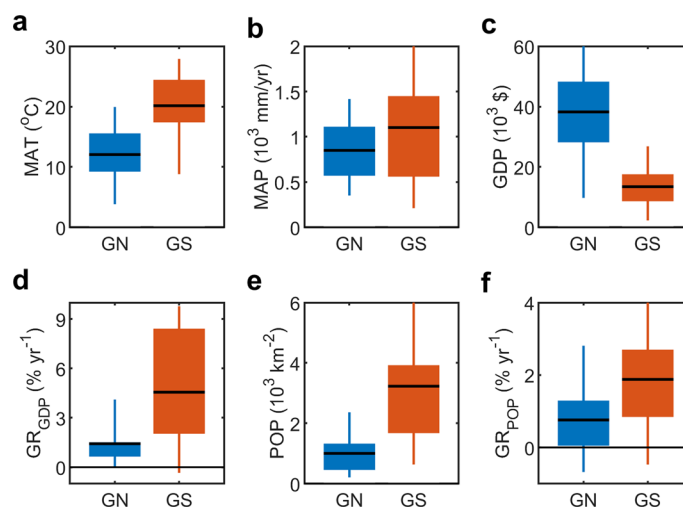 a
MAT (°C)
30
20
10
0
GN GS
b
MAP (10³ mm/yr)
2
1.5
1
0.5
0
GN GS
c
GDP (10³ $)
60
40
20
0
GN GS
d
GR_GDP (% yr⁻¹)
9
6
3
0
GN GS
e
POP (10³ km⁻²)
6
4
2
0
GN GS
f
GR_POP (% yr⁻¹)
4
2
0
GN GS